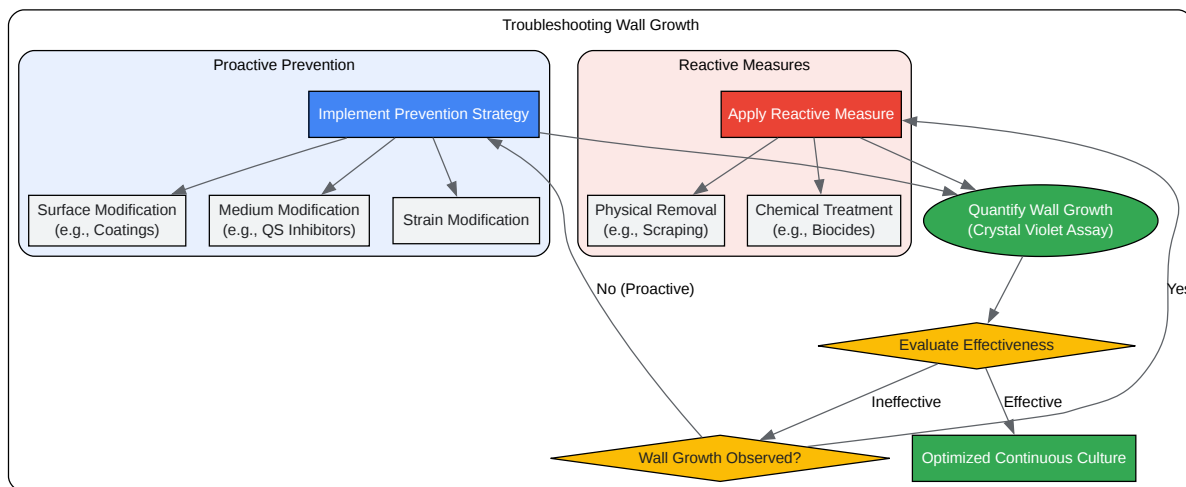 Troubleshooting Wall Growth
Proactive Prevention
Reactive Measures
Implement Prevention Strategy
Apply Reactive Measure
Surface Modification
(e.g., Coatings)
Medium Modification
(e.g., QS Inhibitors)
Strain Modification
Physical Removal
(e.g., Scraping)
Chemical Treatment
(e.g., Biocides)
Quantify Wall Growth
(Crystal Violet Assay)
No (Proactive)
Yes
Evaluate Effectiveness
Ineffective
Effective
Wall Growth Observed?
Optimized Continuous Culture